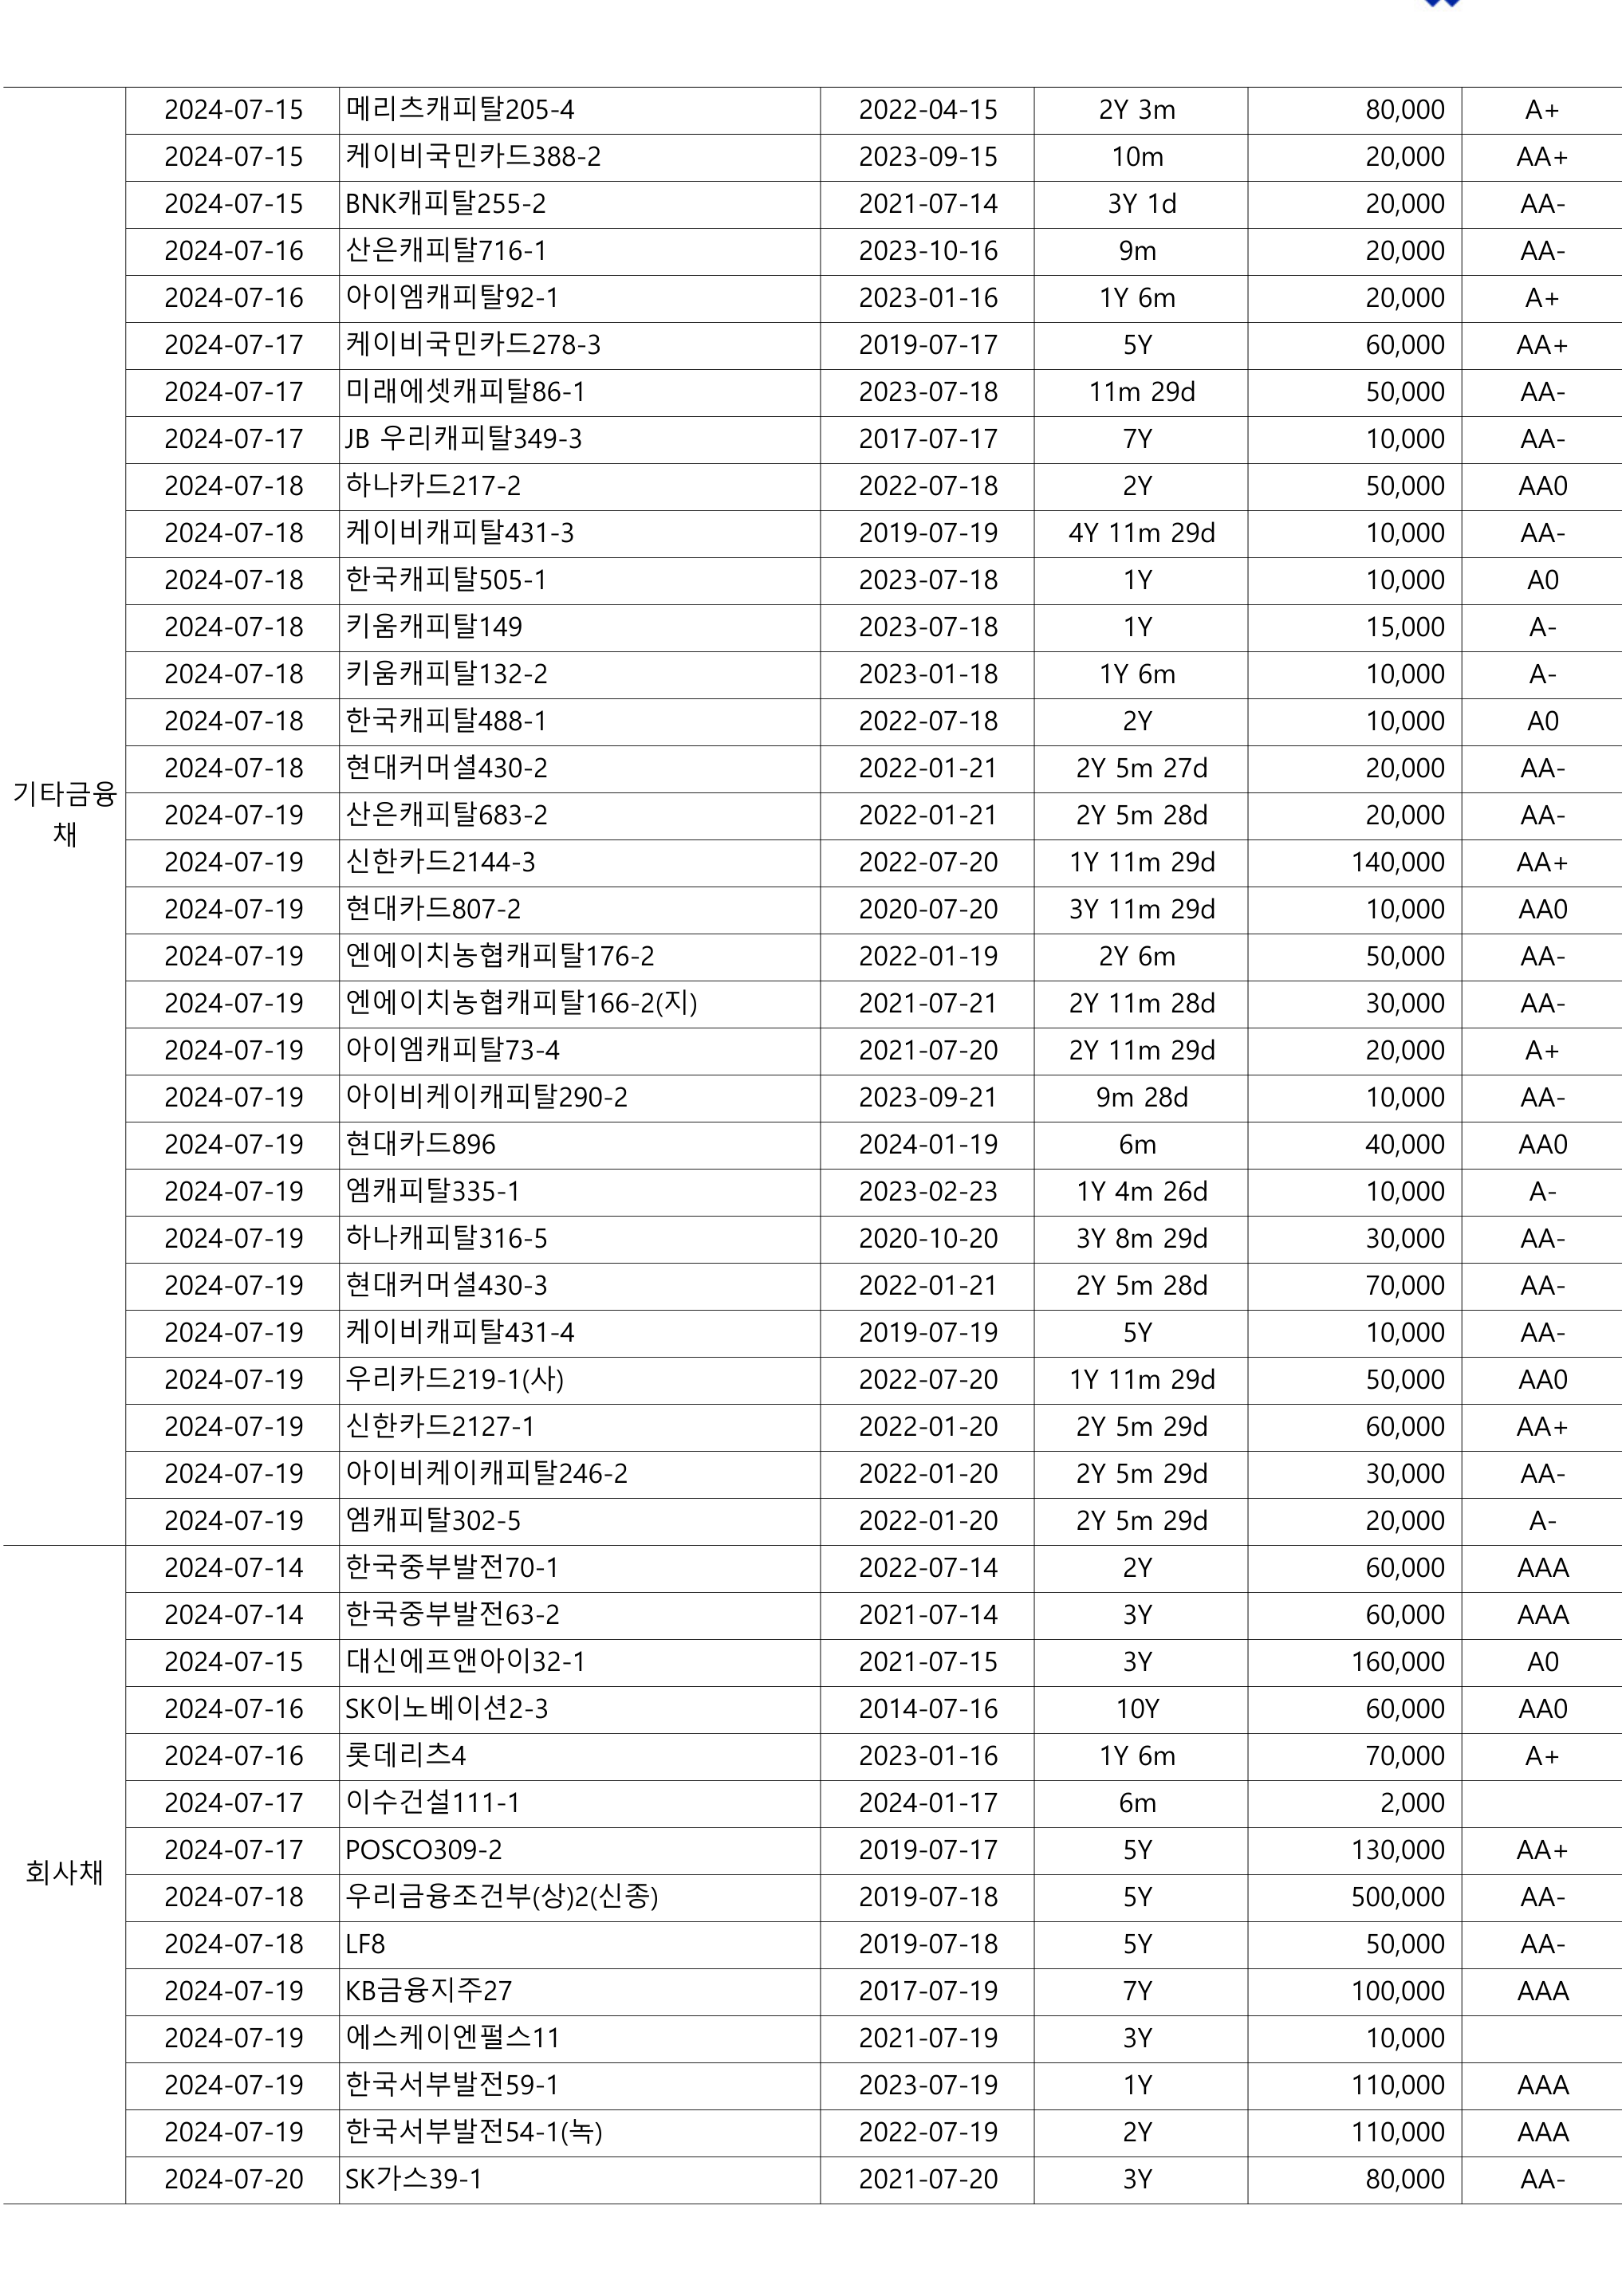 2024-07-15 메리츠캐피탈205-4 2022-04-15 2Y 3m 80,000 A+
2024-07-15 케이비국민카드388-2 2023-09-15 10m 20,000 AA+
2024-07-15 BNK캐피탈255-2 2021-07-14 3Y 1d 20,000 AA-
2024-07-16 산은캐피탈716-1 2023-10-16 9m 20,000 AA-
2024-07-16 아이엠캐피탈92-1 2023-01-16 1Y 6m 20,000 A+
2024-07-17 케이비국민카드278-3 2019-07-17 5Y 60,000 AA+
2024-07-17 미래에셋캐피탈86-1 2023-07-18 11m 29d 50,000 AA-
2024-07-17 JB 우리캐피탈349-3 2017-07-17 7Y 10,000 AA-
2024-07-18 하나카드217-2 2022-07-18 2Y 50,000 AA0
2024-07-18 케이비캐피탈431-3 2019-07-19 4Y 11m 29d 10,000 AA-
2024-07-18 한국캐피탈505-1 2023-07-18 1Y 10,000 A0
2024-07-18 키움캐피탈149 2023-07-18 1Y 15,000 A-
2024-07-18 키움캐피탈132-2 2023-01-18 1Y 6m 10,000 A-
2024-07-18 한국캐피탈488-1 2022-07-18 2Y 10,000 A0
2024-07-18 현대커머셜430-2 2022-01-21 2Y 5m 27d 20,000 AA-
기타금융
채
2024-07-19 산은캐피탈683-2 2022-01-21 2Y 5m 28d 20,000 AA-
2024-07-19 신한카드2144-3 2022-07-20 1Y 11m 29d 140,000 AA+
2024-07-19 현대카드807-2 2020-07-20 3Y 11m 29d 10,000 AA0
2024-07-19 엔에이치농협캐피탈176-2 2022-01-19 2Y 6m 50,000 AA-
2024-07-19 엔에이치농협캐피탈166-2(지) 2021-07-21 2Y 11m 28d 30,000 AA-
2024-07-19 아이엠캐피탈73-4 2021-07-20 2Y 11m 29d 20,000 A+
2024-07-19 아이비케이캐피탈290-2 2023-09-21 9m 28d 10,000 AA-
2024-07-19 현대카드896 2024-01-19 6m 40,000 AA0
2024-07-19 엠캐피탈335-1 2023-02-23 1Y 4m 26d 10,000 A-
2024-07-19 하나캐피탈316-5 2020-10-20 3Y 8m 29d 30,000 AA-
2024-07-19 현대커머셜430-3 2022-01-21 2Y 5m 28d 70,000 AA-
2024-07-19 케이비캐피탈431-4 2019-07-19 5Y 10,000 AA-
2024-07-19 우리카드219-1(사) 2022-07-20 1Y 11m 29d 50,000 AA0
2024-07-19 신한카드2127-1 2022-01-20 2Y 5m 29d 60,000 AA+
2024-07-19 아이비케이캐피탈246-2 2022-01-20 2Y 5m 29d 30,000 AA-
2024-07-19 엠캐피탈302-5 2022-01-20 2Y 5m 29d 20,000 A-
2024-07-14 한국중부발전70-1 2022-07-14 2Y 60,000 AAA
2024-07-14 한국중부발전63-2 2021-07-14 3Y 60,000 AAA
2024-07-15 대신에프앤아이32-1 2021-07-15 3Y 160,000 A0
2024-07-16 SK이노베이션2-3 2014-07-16 10Y 60,000 AA0
2024-07-16 롯데리츠4 2023-01-16 1Y 6m 70,000 A+
2024-07-17 이수건설111-1 2024-01-17 6m 2,000
2024-07-17 POSCO309-2 2019-07-17 5Y 130,000 AA+
회사채
2024-07-18 우리금융조건부(상)2(신종) 2019-07-18 5Y 500,000 AA-
2024-07-18 LF8 2019-07-18 5Y 50,000 AA-
2024-07-19 KB금융지주27 2017-07-19 7Y 100,000 AAA
2024-07-19 에스케이엔펄스11 2021-07-19 3Y 10,000
2024-07-19 한국서부발전59-1 2023-07-19 1Y 110,000 AAA
2024-07-19 한국서부발전54-1(녹) 2022-07-19 2Y 110,000 AAA
2024-07-20 SK가스39-1 2021-07-20 3Y 80,000 AA-